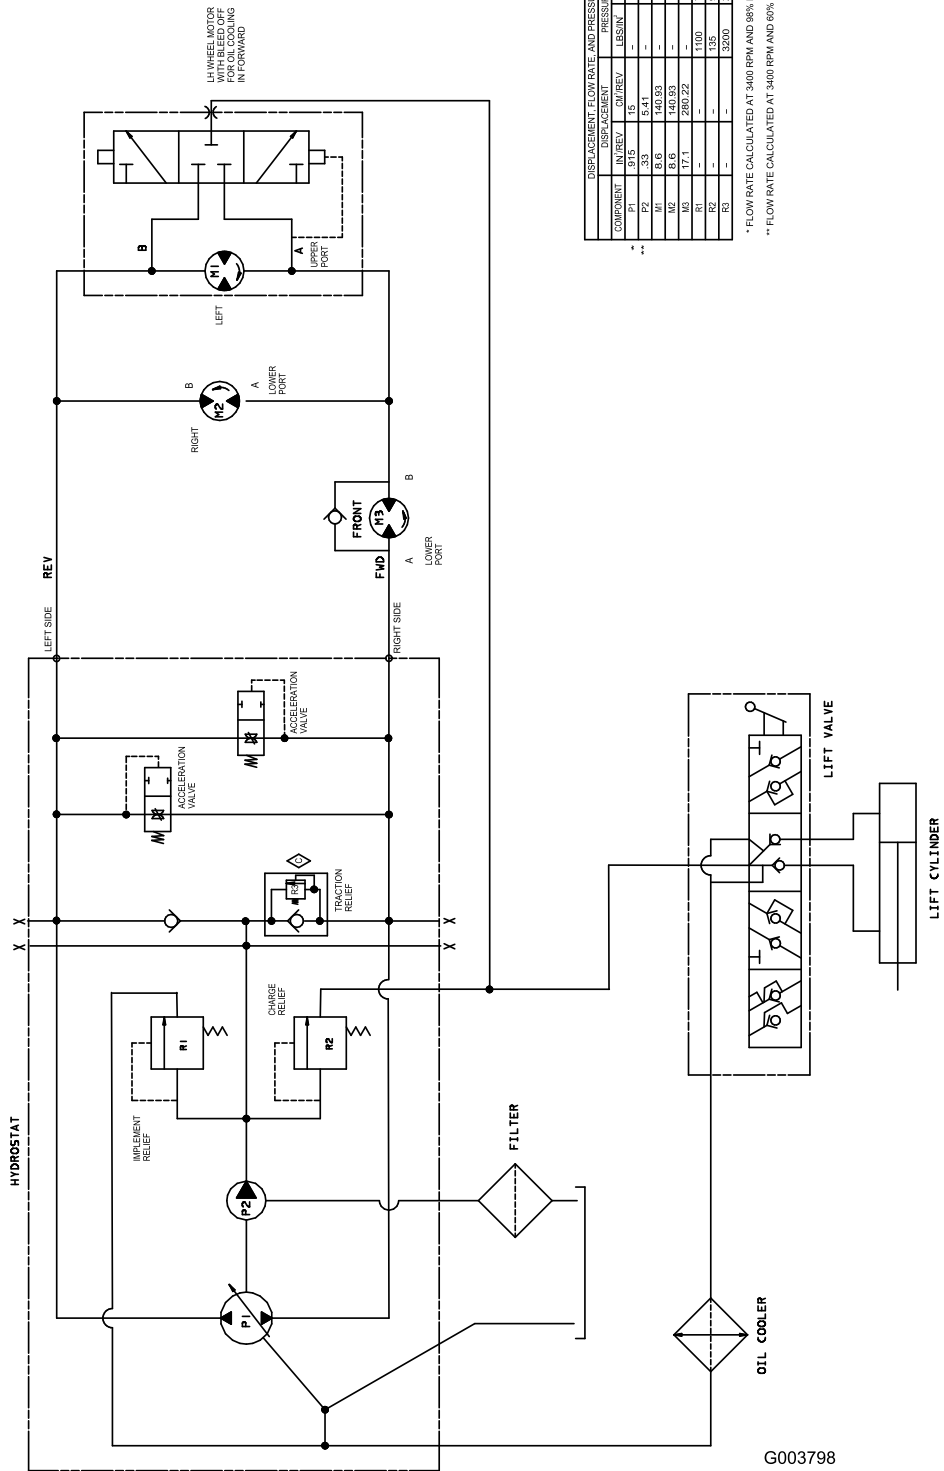 LH WHEEL MOTOR
WITH BLEED OFF
FOR OIL COOLING
IN FORWARD
B
A
UPPER
PORT
M1
LEFT
B
A
LOWER
PORT
M2
RIGHT
FRONT
M3
B
A
LOWER
PORT
REV
FWD
LEFT SIDE
RIGHT SIDE
ACCELERATION
VALVE
ACCELERATION
VALVE
C
R3
TRACTION
RELIEF
X
X
X
X
CHARGE
RELIEF
R1
R2
IMPLEMENT
RELIEF
HYDROSTAT
P2
P1
FILTER
OIL COOLER
LIFT VALVE
LIFT CYLINDER
DISPLACEMENT, FLOW RATE, AND
DISPLACEMENT
COMPONENT IN³/REV CM³/REV LBS/IN²
* P1 .915 15 –
** P2 .33 5.41 –
M1 8.6 140.93 –
M2 8.6 140.93 –
M3 17.1 280.22 –
R1 – – 1100
R2 – – 135
R3 – – 3200
* FLOW RATE CALCULATED AT 3400 RPM AND 98%
** FLOW RATE CALCULATED AT 3400 RPM AND 60%
G003798